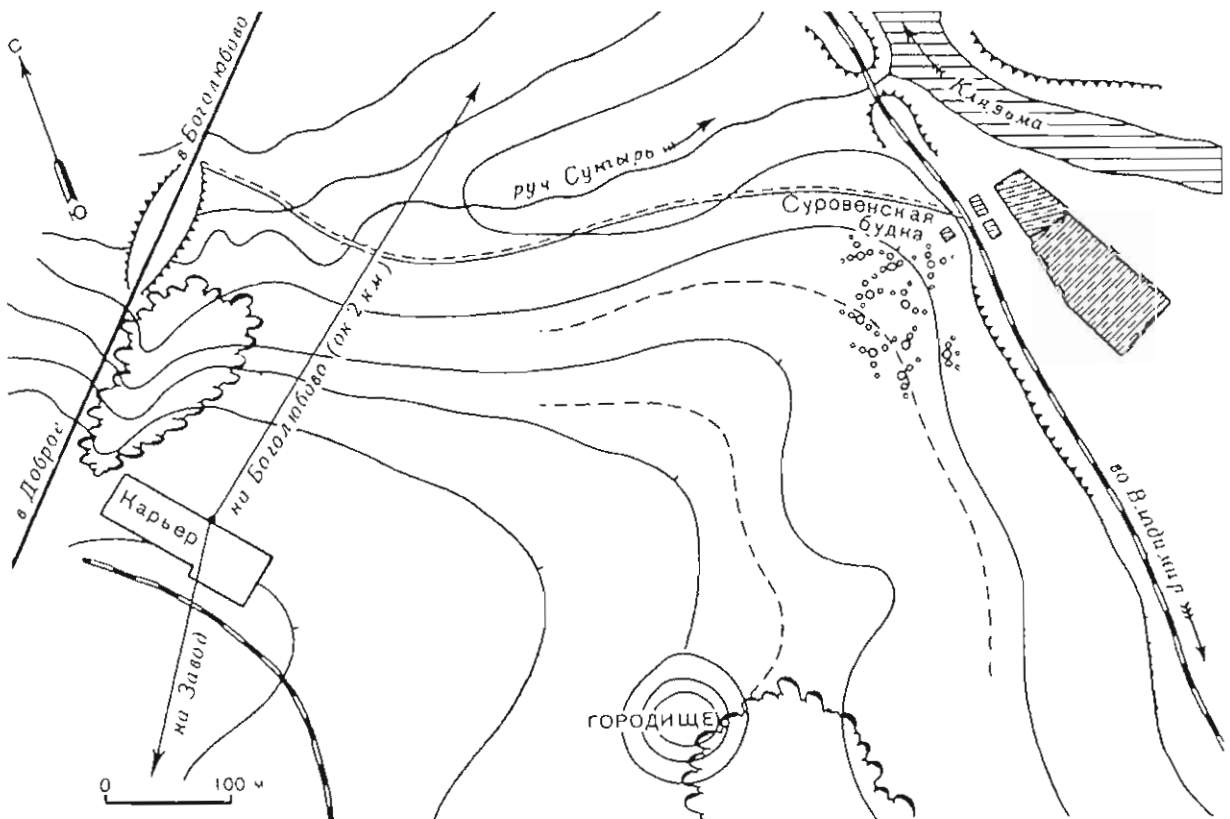 С
Ю
в Боголюбово
Клязьма
руч Сунгырь
Суровенская
будка
на Боголюбово (ок 2 км)
в Доброе
Карьер
во Владимир
на Завод
ГОРОДИЩЕ
0 100 м